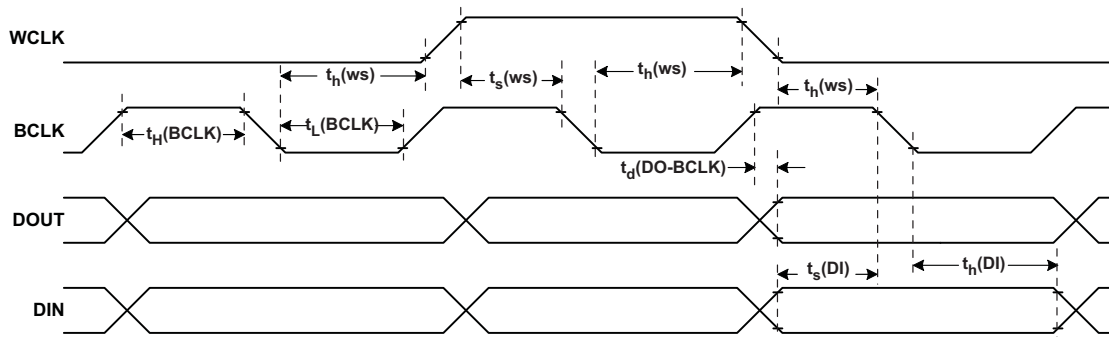 WCLK
t_h(ws)
t_s(ws)
t_h(ws)
t_h(ws)
BCLK
t_H(BCLK)
t_L(BCLK)
t_d(DO-BCLK)
DOUT
t_s(DI)
t_h(DI)
DIN